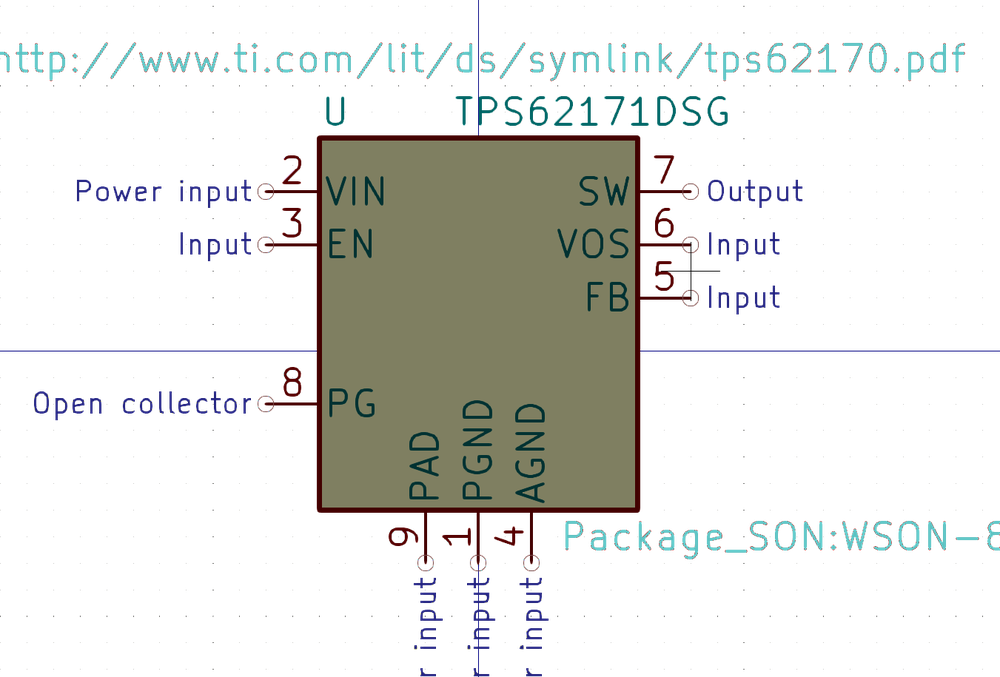 http://www.ti.com/lit/ds/symlink/tps62170.pdf
U TPS62171DSG
Power input 2 VIN SW 7 Output
Input 3 EN VOS 6 Input
5
FB Input
Open collector 8 PG
PAD PGND AGND
9 1 4
Package_SON:WSON-8
r input r input r input